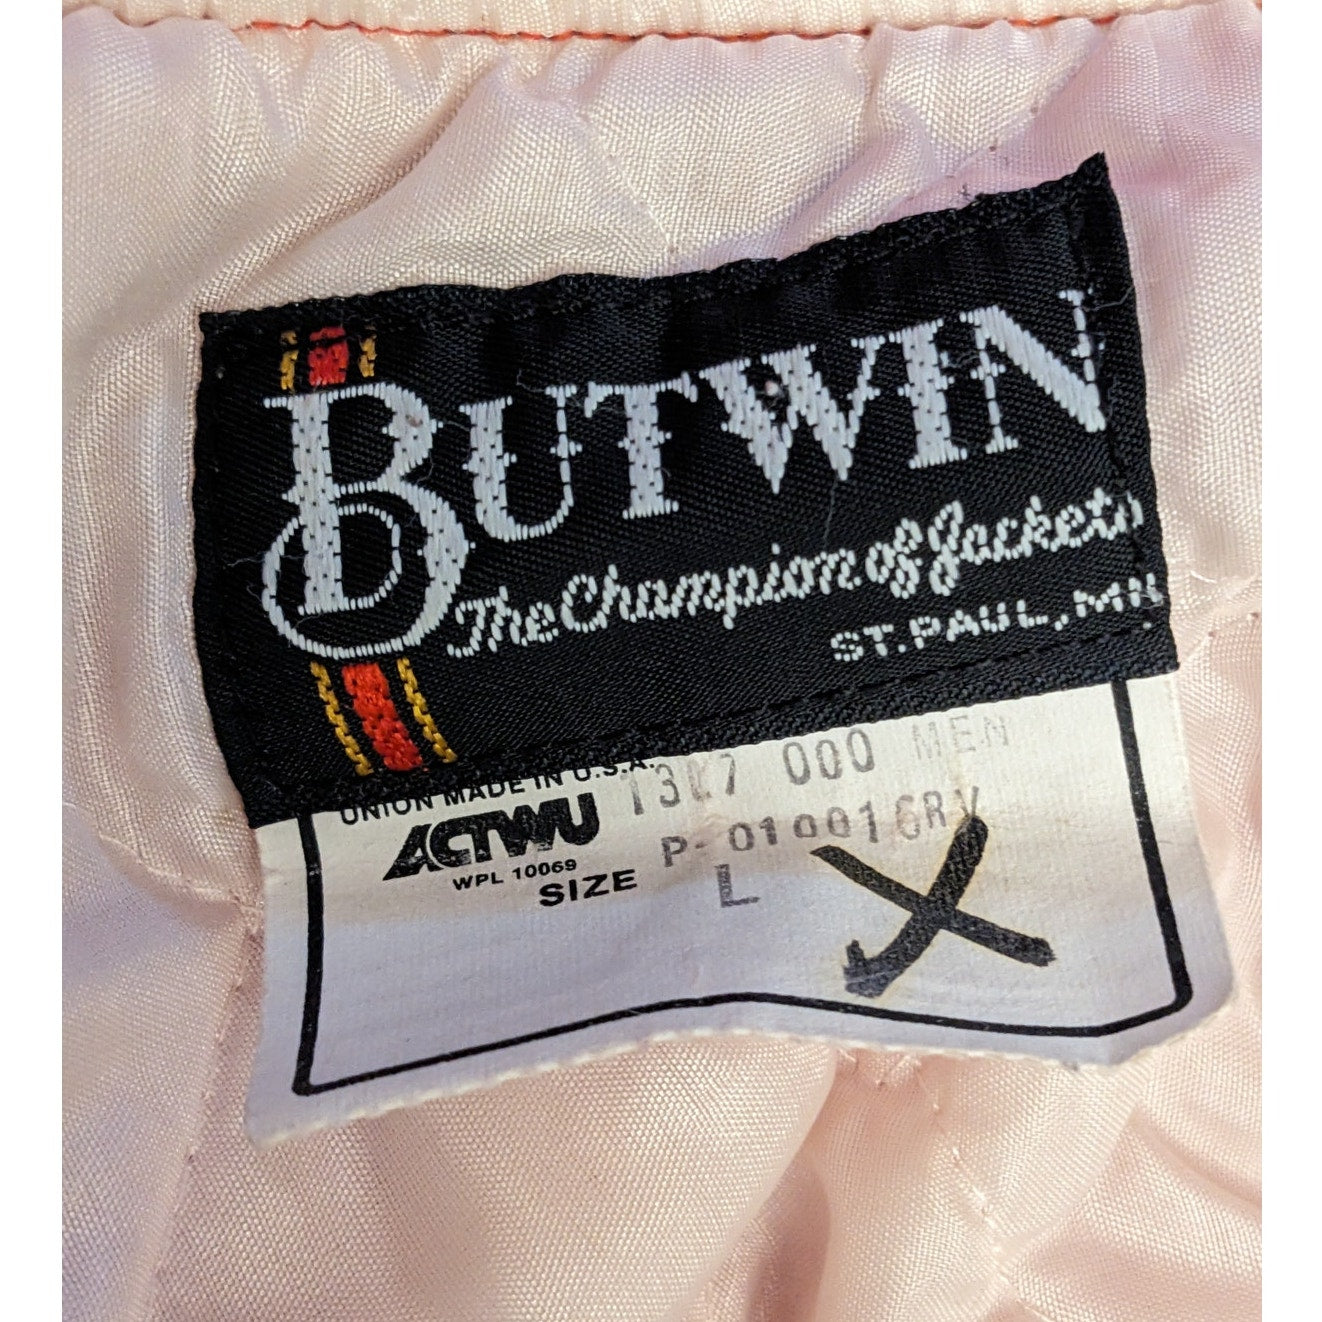 BUTWIN
The Champion of Jackets
ST. PAUL, MN
UNION MADE IN U.S.A.
ACTWU
WPL 10069
SIZE L
000 MEN